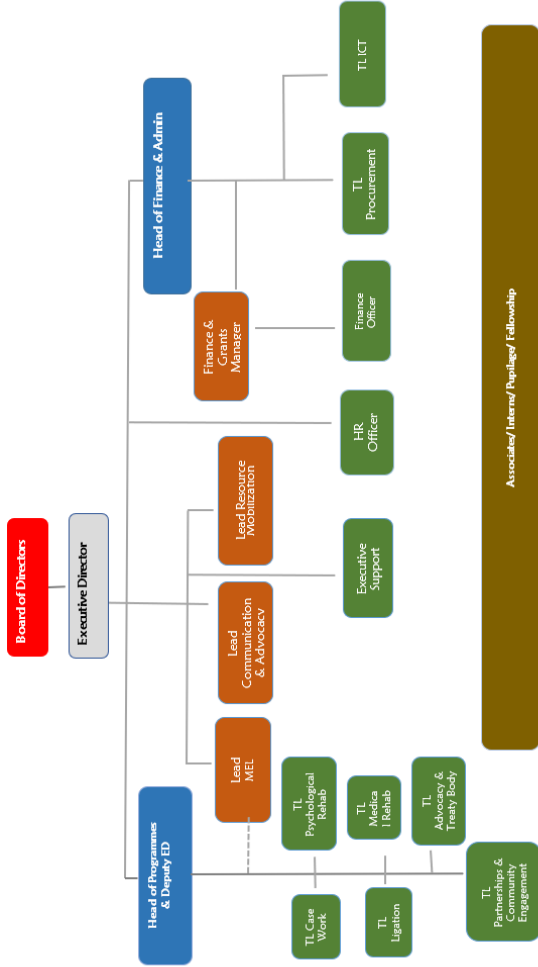 Board of Directors
Executive Director
Head of Programmes
& Deputy ED
Head of Finance & Admin
Lead
MEL
Lead
Communication
& Advocacy
Lead Resource
Mobilization
Finance &
Grants
Manager
TL Case
Work
TL
Psychological
Rehab
TL
Ligation
TL
Medica
l Rehab
TL
Advocacy &
Treaty Body
TL
Partnerships &
Community
Engagement
Executive
Support
HR
Officer
Finance
Officer
TL
Procurement
TL ICT
Associates/ Interns/ Pupilage/ Fellowship